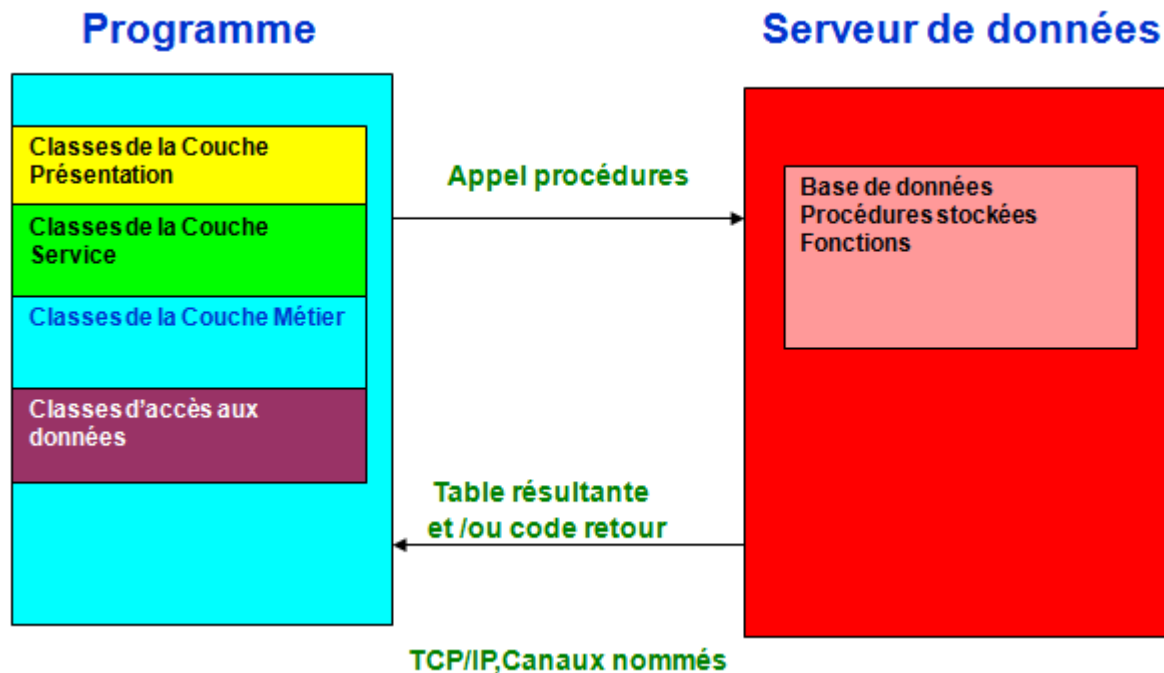 Programme
Serveur de données
Classes de la Couche
Présentation
Classes de la Couche
Service
Classes de la Couche Métier
Classes d'accès aux
données
Appel procédures
Base de données
Procédures stockées
Fonctions
Table résultante
et /ou code retour
TCP/IP,Canaux nommés